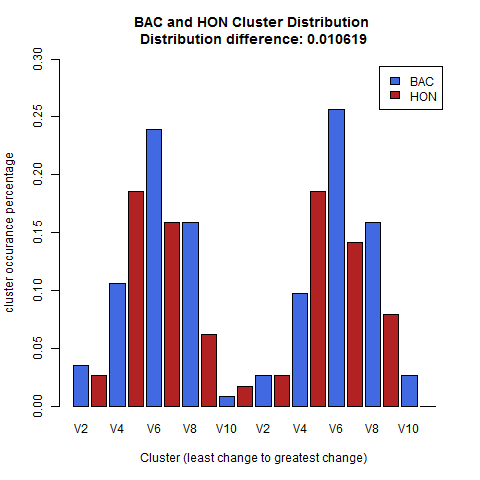 BAC and HON Cluster Distribution
Distribution difference: 0.010619
BAC
HON
cluster occurance percentage
0.30
0.25
0.20
0.15
0.10
0.05
0.00
V2 V4 V6 V8 V10 V2 V4 V6 V8 V10
Cluster (least change to greatest change)